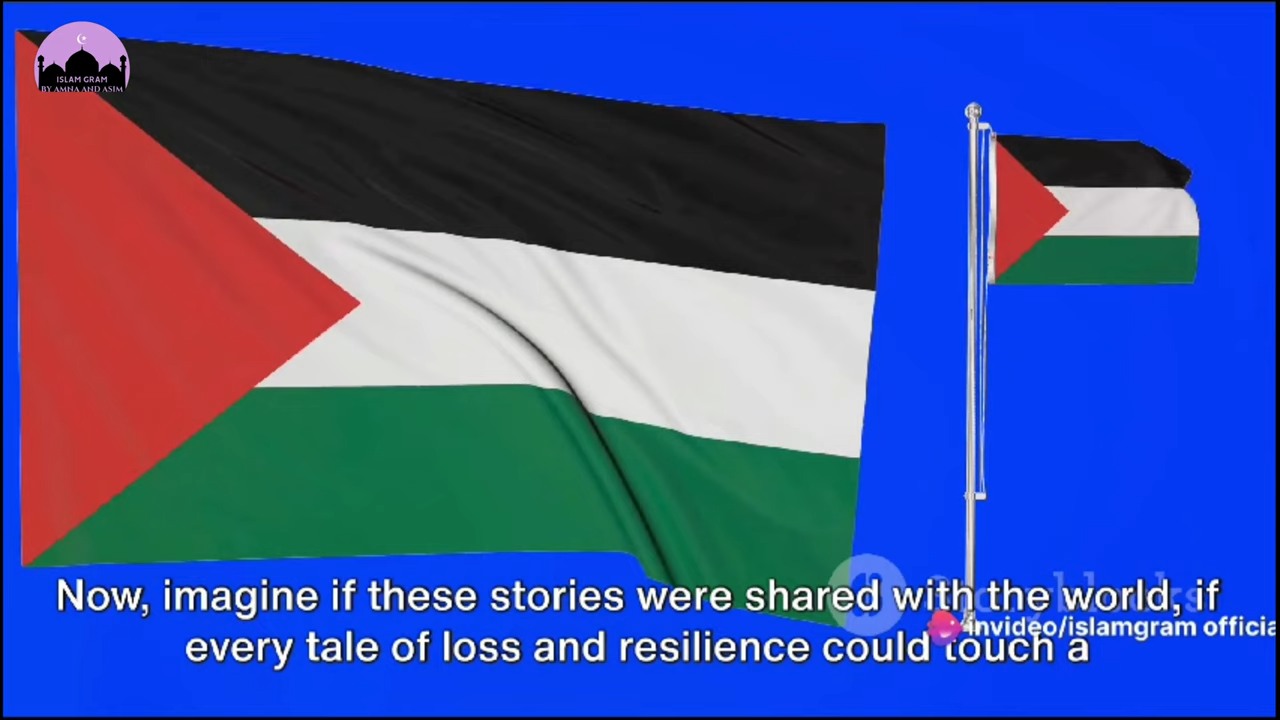 ISLAM GRAM
BY AMNA AND ASIM
Now, imagine if these stories were shared with the world, if
invideo/islamgram officia
every tale of loss and resilience could touch a